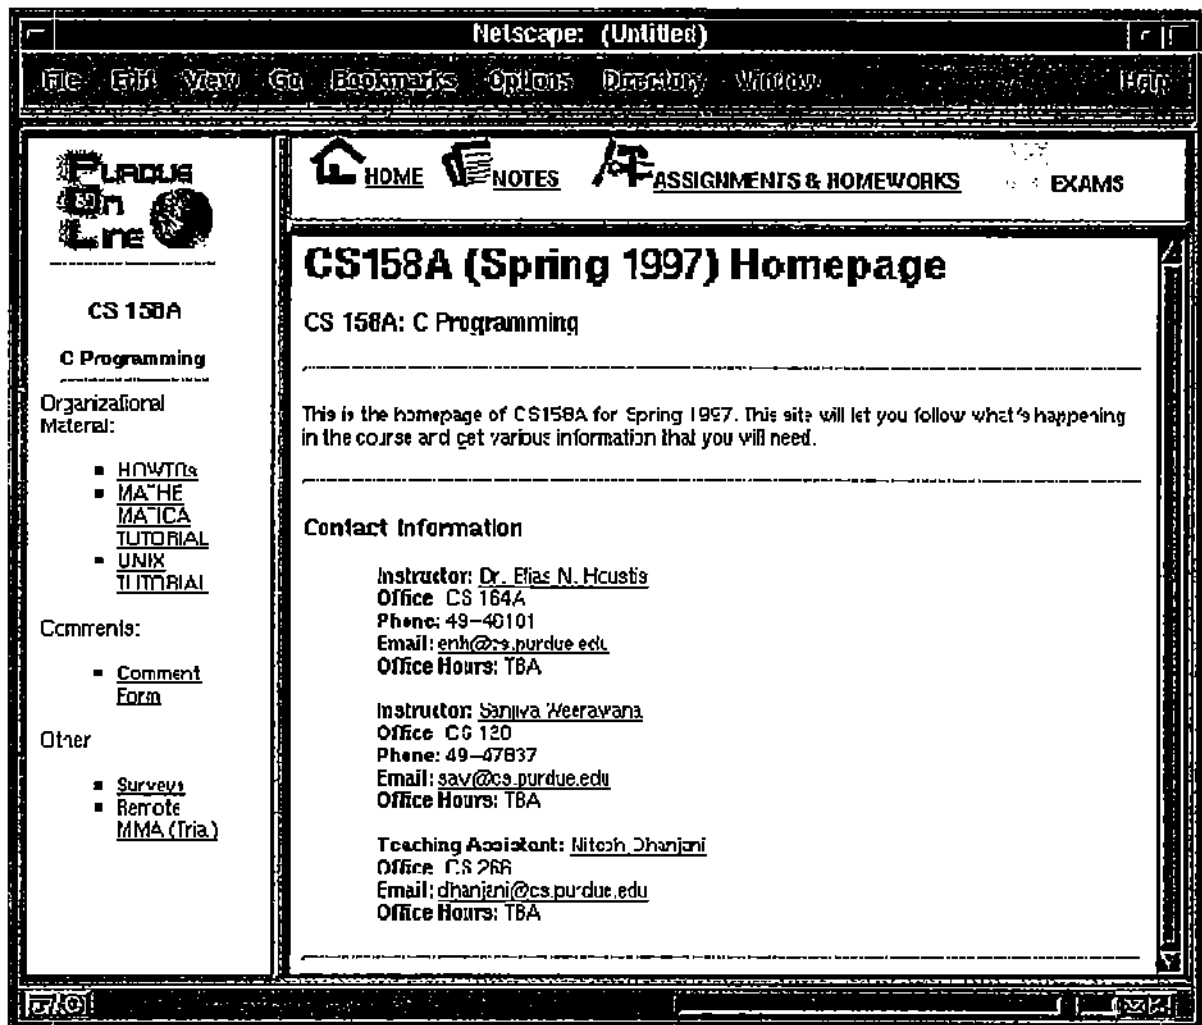 Netscape: (Untitled)
File Edit View Go Bookmarks Options Directory Window Help
PURDUE
On
Line
CS 158A
C Programming
Organizational
Material:
HOWTOs
MATHE
MATICA
TUTORIAL
UNIX
TUTORIAL
Comments:
Comment
Form
Other
Surveys
Remote
MMA (Trial)
HOME NOTES ASSIGNMENTS & HOMEWORKS EXAMS
CS158A (Spring 1997) Homepage
CS 158A: C Programming
This is the homepage of CS158A for Spring 1997. This site will let you follow what's happening
in the course and get various information that you will need.
Contact Information
Instructor: Dr. Elias N. Houstis
Office: CS 164A
Phone: 49-46101
Email: enh@cs.purdue.edu
Office Hours: TBA
Instructor: Sanjiva Weerawana
Office: CS 120
Phone: 49-47837
Email: saw@cs.purdue.edu
Office Hours: TBA
Teaching Assistant: Nitesh Dhanjani
Office: CS 266
Email: dhanjani@cs.purdue.edu
Office Hours: TBA